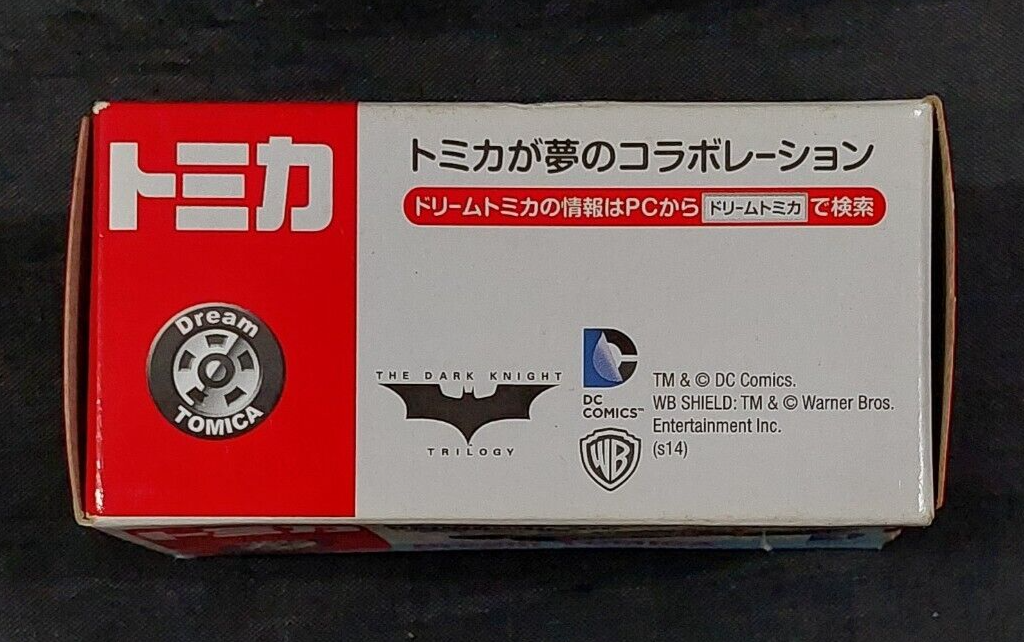 トミカ
Dream
TOMICA
トミカが夢のコラボレーション
ドリームトミカの情報はPCから ドリームトミカ で検索
THE DARK KNIGHT
TRILOGY
DC
COMICS™
WB
TM & © DC Comics.
WB SHIELD: TM & © Warner Bros.
Entertainment Inc.
(s14)